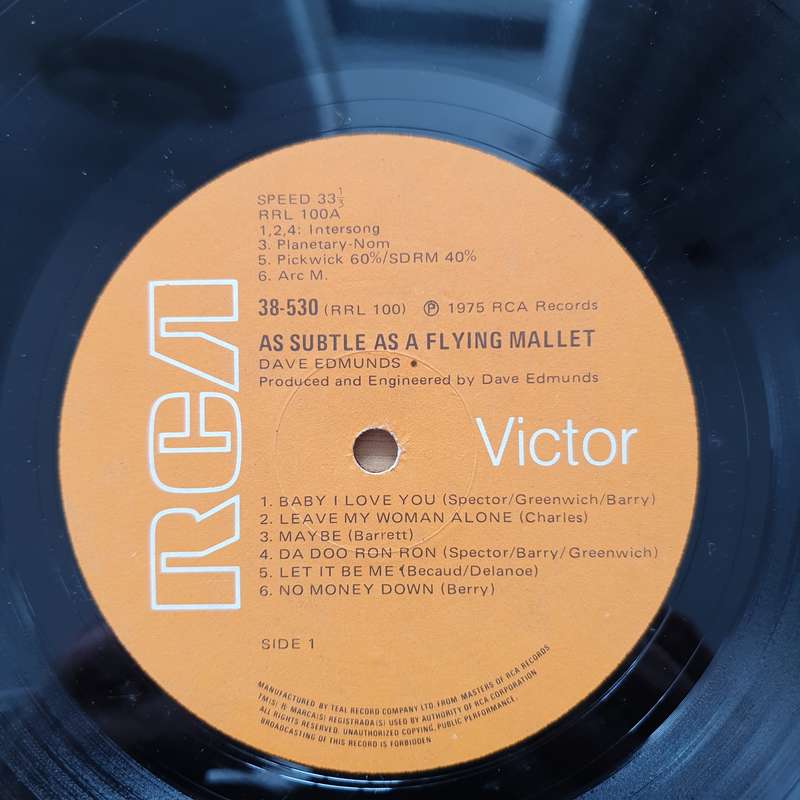 SPEED 33⅓
RRL 100A
1,2,4: Intersong
3. Planetary-Nom
5. Pickwick 60%/SDRM 40%
6. Arc M.
38-530 (RRL 100) ℗ 1975 RCA Records
AS SUBTLE AS A FLYING MALLET
DAVE EDMUNDS
Produced and Engineered by Dave Edmunds
RCA
Victor
1. BABY I LOVE YOU (Spector/Greenwich/Barry)
2. LEAVE MY WOMAN ALONE (Charles)
3. MAYBE (Barrett)
4. DA DOO RON RON (Spector/Barry/Greenwich)
5. LET IT BE ME (Becaud/Delanoe)
6. NO MONEY DOWN (Berry)
SIDE 1
MANUFACTURED BY TEAL RECORD COMPANY LTD. FROM MASTERS OF RCA RECORDS
TM(S) ® MARCA(S) REGISTRADA(S) USED BY AUTHORITY OF RCA CORPORATION
ALL RIGHTS RESERVED. UNAUTHORIZED COPYING, PUBLIC PERFORMANCE,
BROADCASTING OF THIS RECORD IS FORBIDDEN